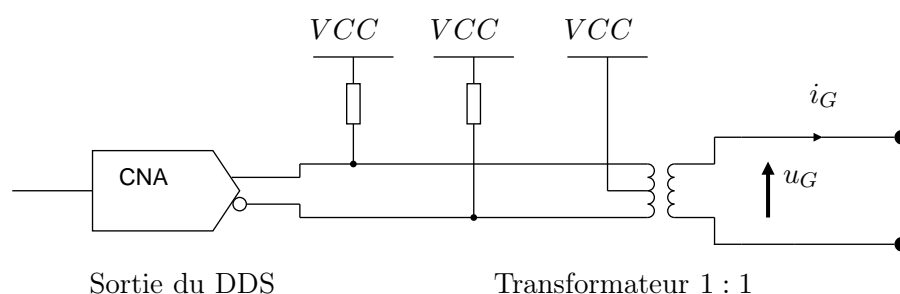 VCC VCC VCC
i_G
CNA
u_G
Sortie du DDS
Transformateur 1 : 1